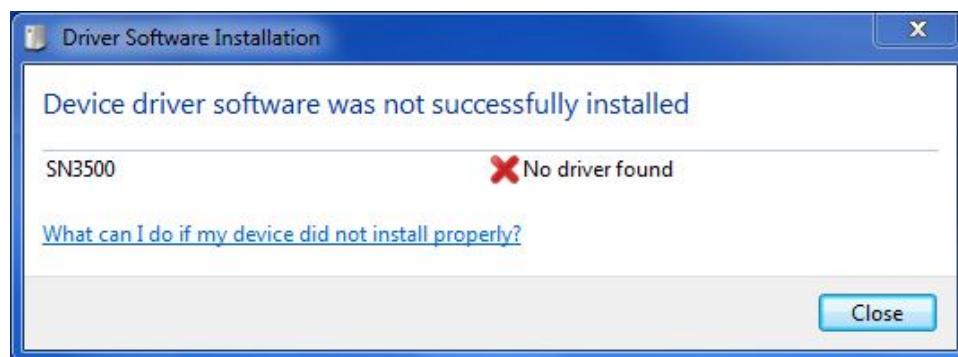 Driver Software Installation
Device driver software was not successfully installed
SN3500 No driver found
What can I do if my device did not install properly?
Close